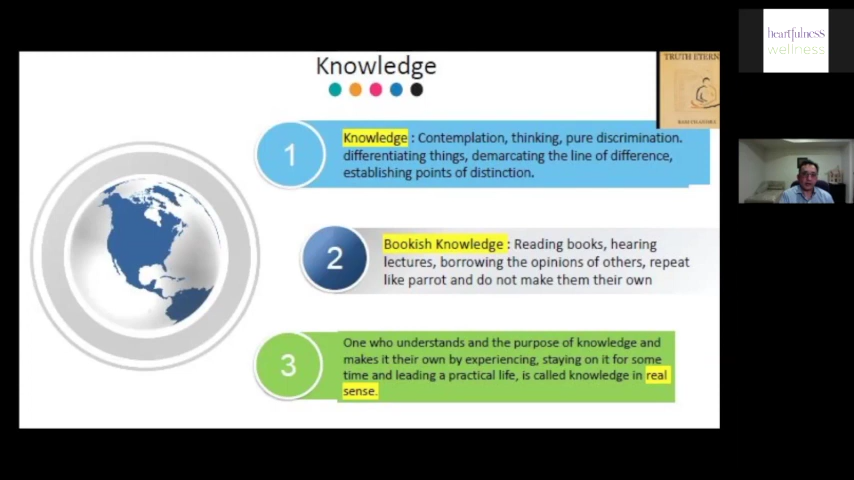 Knowledge
TRUTH ETERN
heartfulness
wellness
1
Knowledge : Contemplation, thinking, pure discrimination.
differentiating things, demarcating the line of difference,
establishing points of distinction.
2
Bookish Knowledge : Reading books, hearing
lectures, borrowing the opinions of others, repeat
like parrot and do not make them their own
3
One who understands and the purpose of knowledge and
makes it their own by experiencing, staying on it for some
time and leading a practical life, is called knowledge in real
sense.